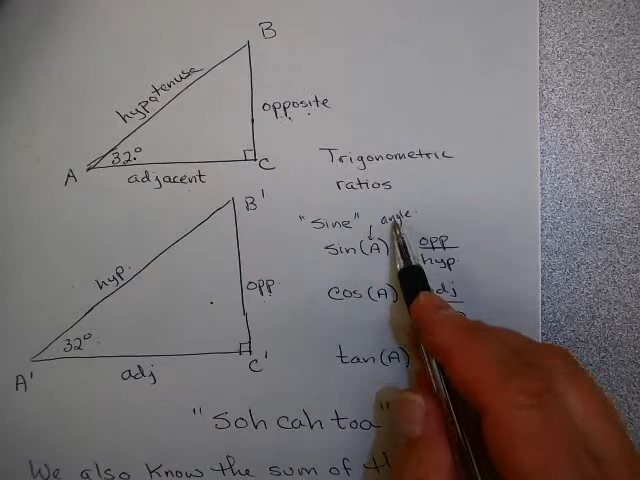 B
hypotenuse
opposite
32°
A
C
adjacent
Trigonometric
ratios
B'
"Sine"
angle
sin(A)
opp
hyp
hyp.
opp.
cos(A)
32°
A'
C'
adj
tan(A)
"Soh cah toa"
We also know the sum of